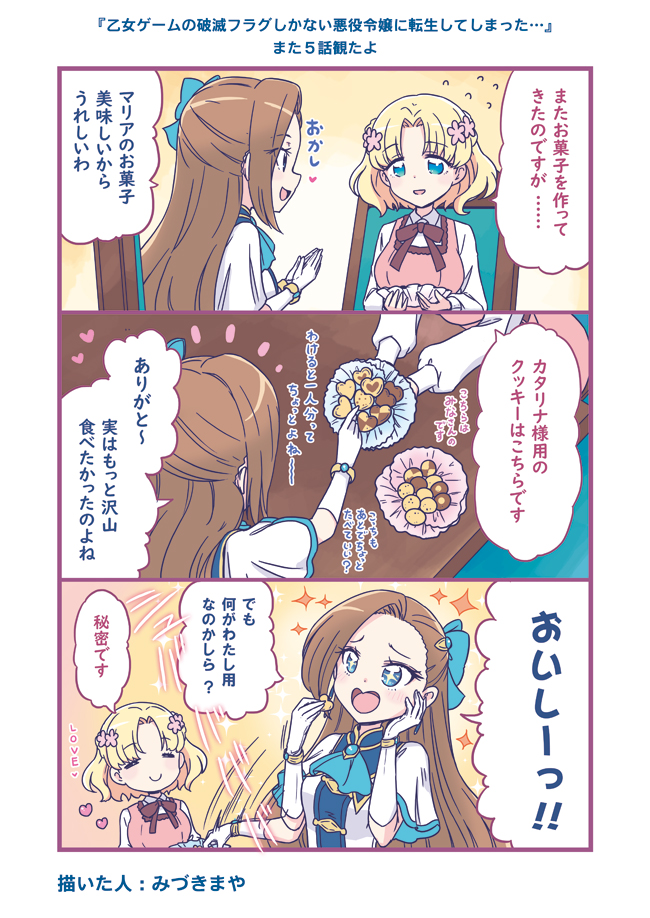 『乙女ゲームの破滅フラグしかない悪役令嬢に転生してしまった…』
また５話観たよ
またお菓子を作って
きたのですが……
おかし
マリアのお菓子
美味しいから
うれしいわ
カタリナ様用の
クッキーはこちらです
こちらは
みなさんの
です
わけると一人分って
ちょっとよね〜〜
こっちも
あとでちょっと
たべていい？
ありがと〜
実はもっと沢山
食べたかったのよね
おいしーっ!!
でも
何がわたし用
なのかしら？
秘密です
LOVE
描いた人：みづきまや